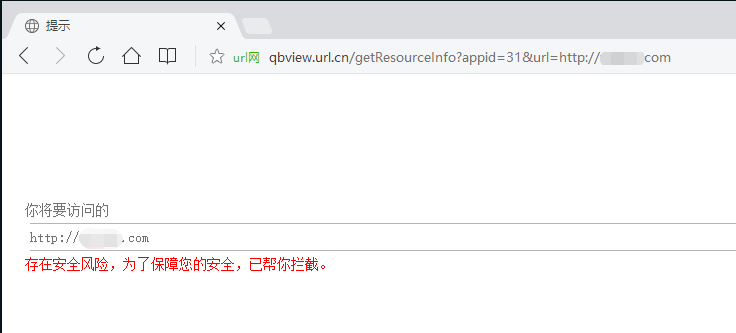 提示
url网 qbview.url.cn/getResourceInfo?appid=31&url=http:// com
你将要访问的
http:// .com
存在安全风险，为了保障您的安全，已帮你拦截。